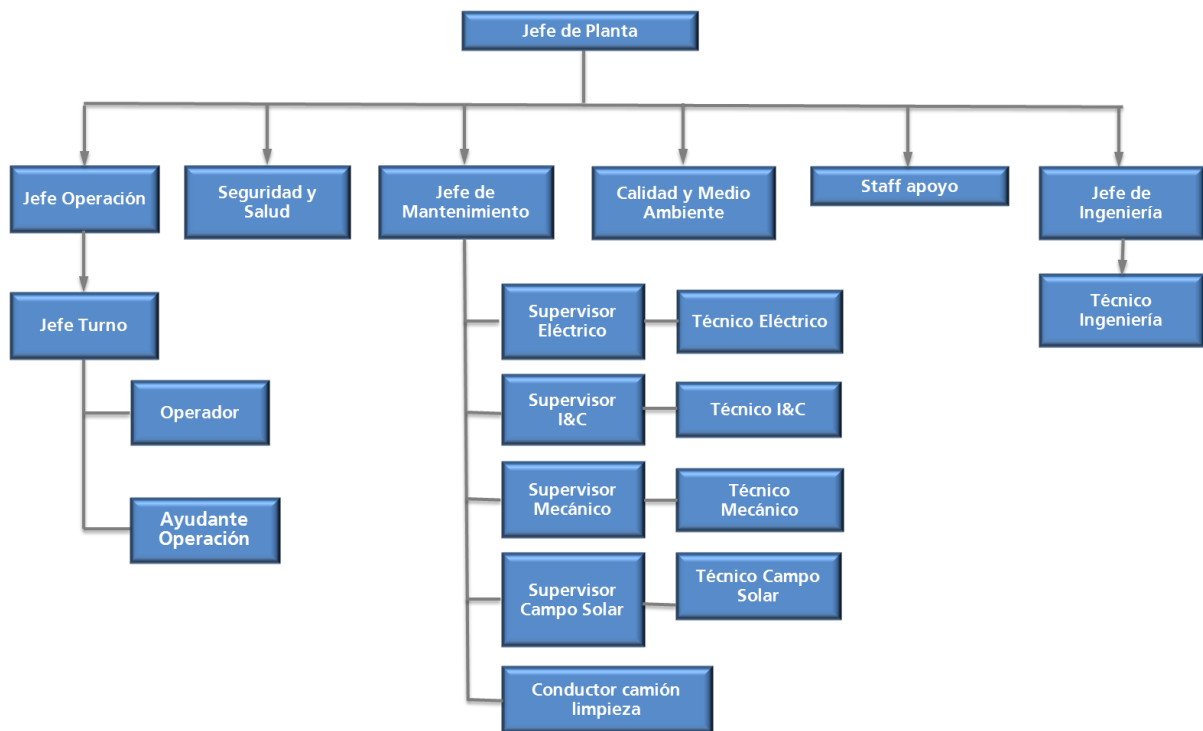 Jefe de Planta
Jefe Operación
Seguridad y
Salud
Jefe de
Mantenimiento
Calidad y Medio
Ambiente
Staff apoyo
Jefe de
Ingeniería
Jefe Turno
Operador
Ayudante
Operación
Supervisor
Eléctrico
Técnico Eléctrico
Supervisor
I&C
Técnico I&C
Supervisor
Mecánico
Técnico
Mecánico
Supervisor
Campo Solar
Técnico Campo
Solar
Conductor camión
limpieza
Técnico
Ingeniería